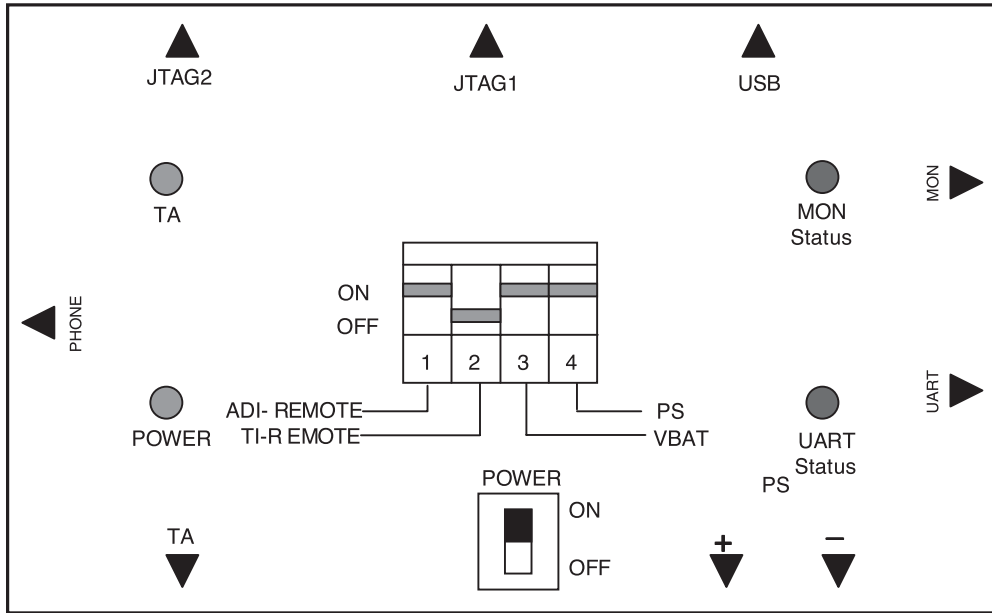 JTAG2
JTAG1
USB
TA
MON
Status
MON
ON
OFF
PHONE
1 2 3 4
UART
ADI- REMOTE
PS
POWER
TI-R EMOTE
VBAT
UART
Status
POWER
PS
ON
TA
+ −
OFF